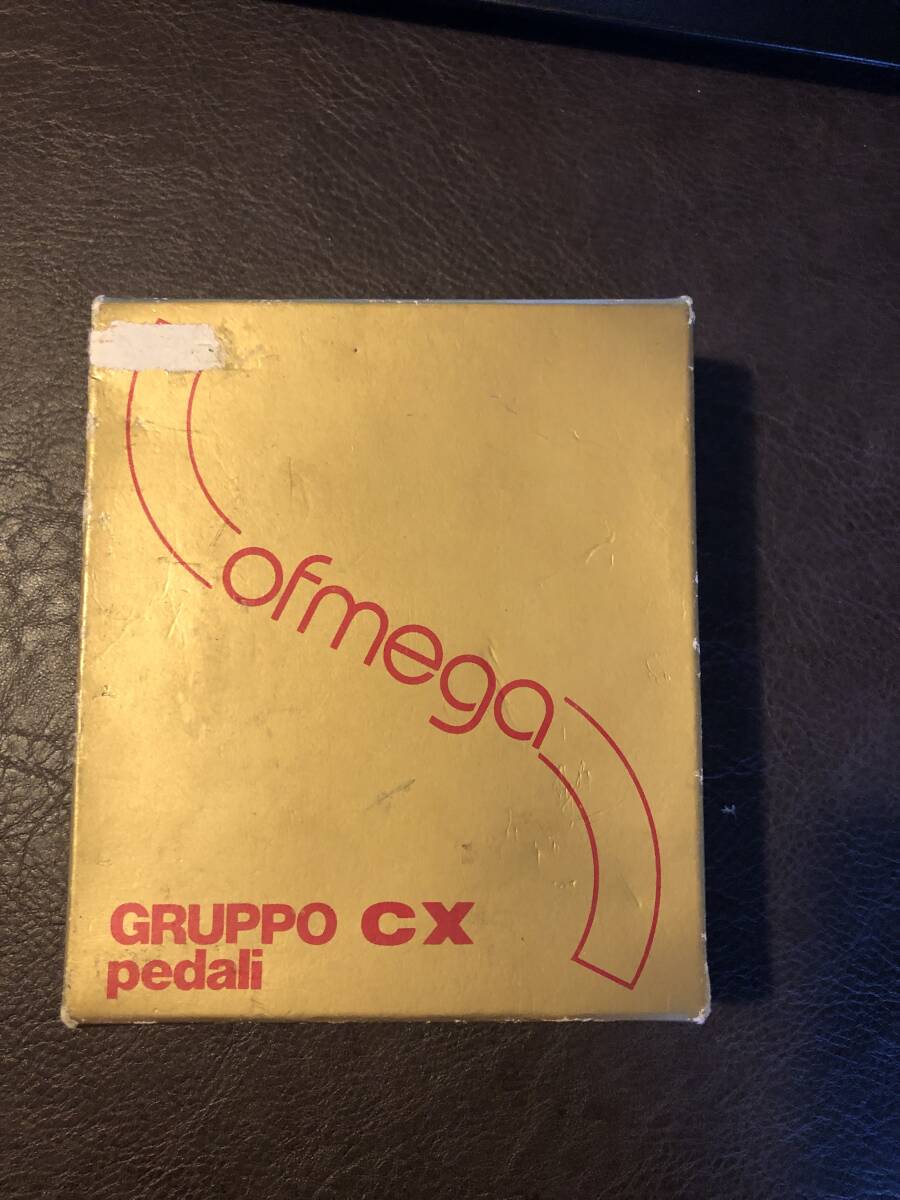 ofmega
GRUPPO CX
pedali